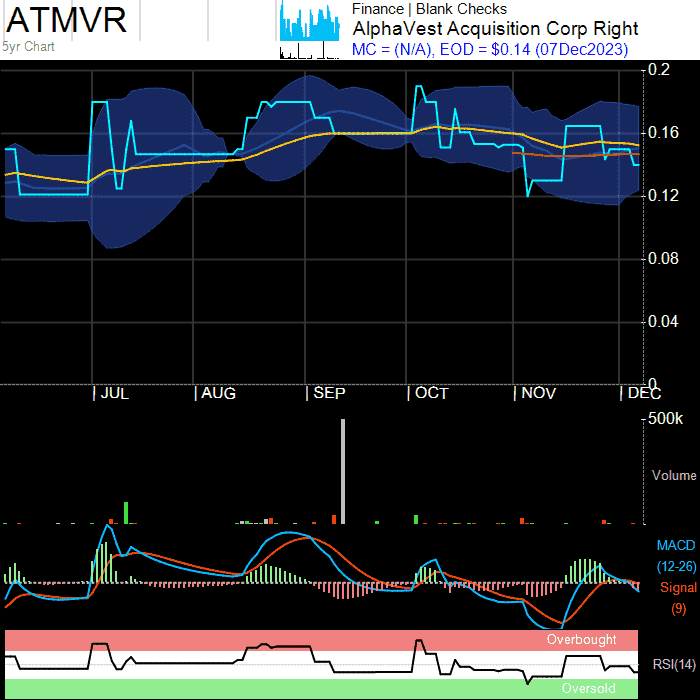 ATMVR
5yr Chart
Finance | Blank Checks
AlphaVest Acquisition Corp Right
MC = (N/A), EOD = $0.14 (07Dec2023)
0.2
0.16
0.12
0.08
0.04
0
JUL AUG SEP OCT NOV DEC
500k
Volume
MACD
(12-26)
Signal
(9)
Overbought
RSI(14)
Oversold